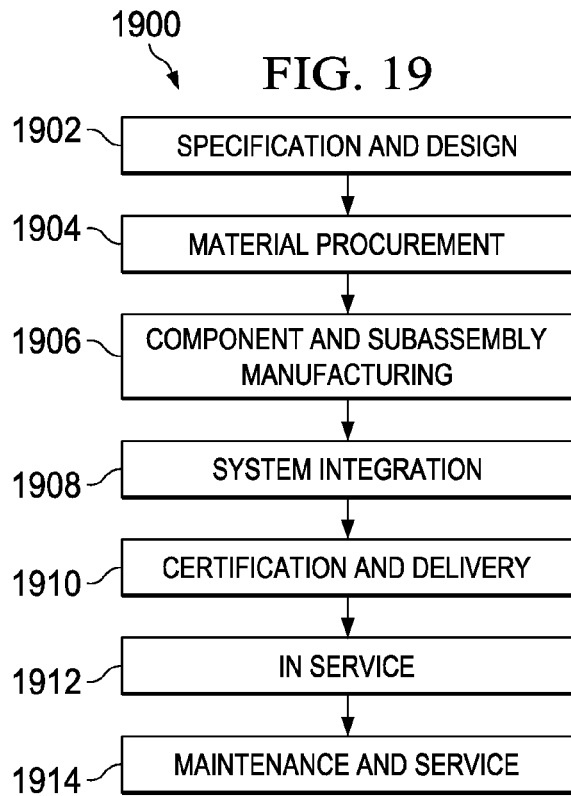 1900
FIG. 19
1902
SPECIFICATION AND DESIGN
1904
MATERIAL PROCUREMENT
1906
COMPONENT AND SUBASSEMBLY
MANUFACTURING
1908
SYSTEM INTEGRATION
1910
CERTIFICATION AND DELIVERY
1912
IN SERVICE
1914
MAINTENANCE AND SERVICE